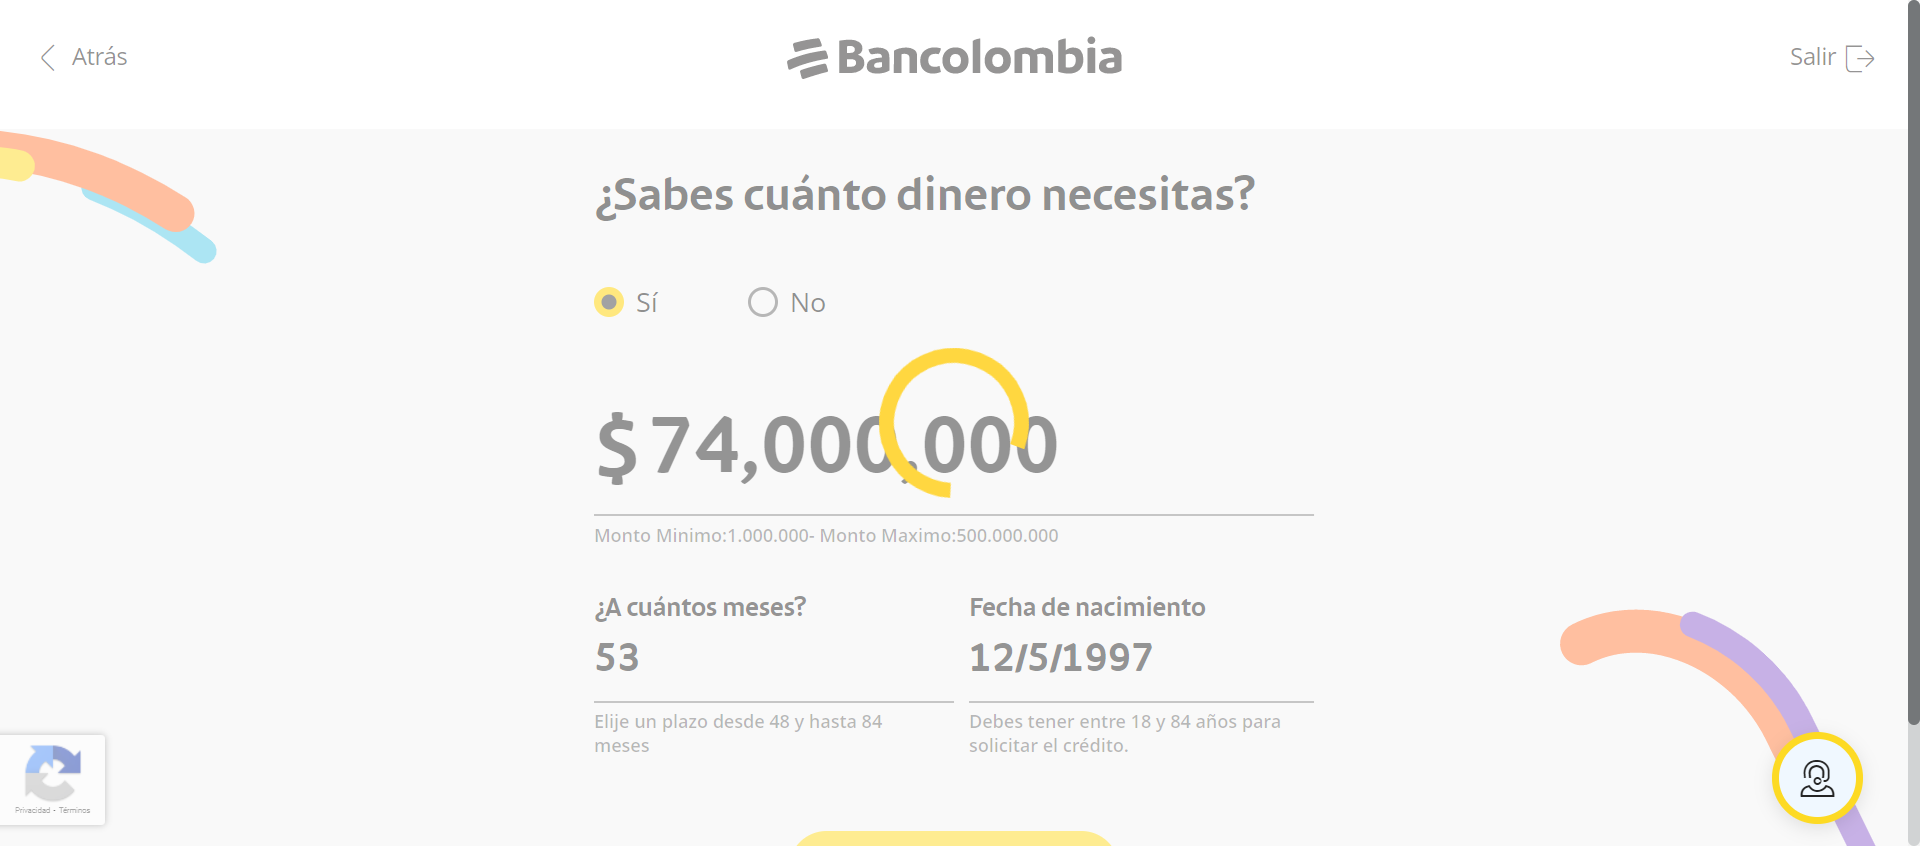 Atrás
Bancolombia
Salir
¿Sabes cuánto dinero necesitas?
Sí
No
$ 74,000,000
Monto Minimo:1.000.000- Monto Maximo:500.000.000
¿A cuántos meses?
Fecha de nacimiento
53
12/5/1997
Elije un plazo desde 48 y hasta 84
meses
Debes tener entre 18 y 84 años para
solicitar el crédito.
Privacidad - Términos